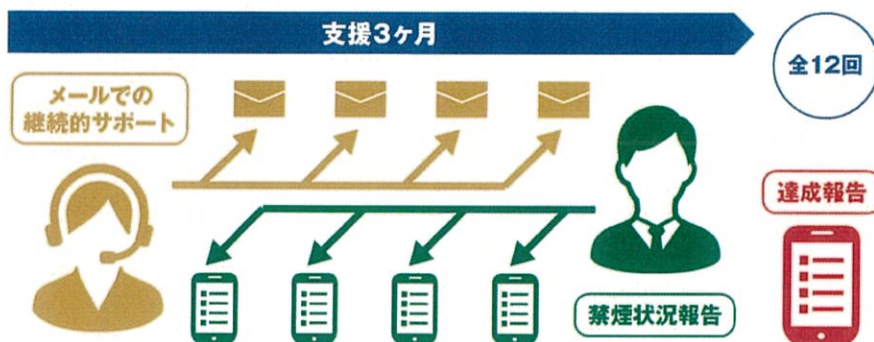 支援3ヶ月
全12回
メールでの
継続的サポート
達成報告
禁煙状況報告